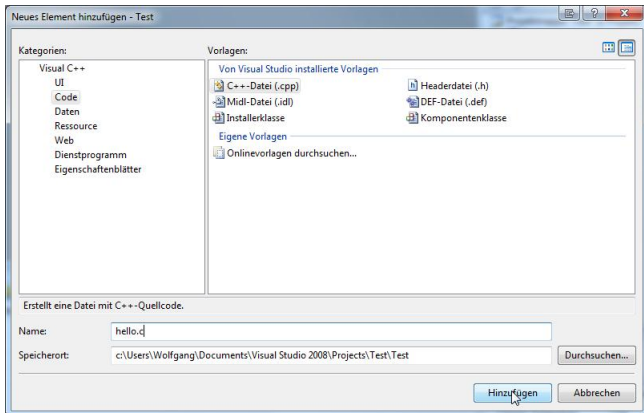 Neues Element hinzufügen - Test
Kategorien:
Vorlagen:
Visual C++
UI
Code
Daten
Ressource
Web
Dienstprogramm
Eigenschaftenblätter
Von Visual Studio installierte Vorlagen
C++-Datei (.cpp)
Headerdatei (.h)
Midl-Datei (.idl)
DEF-Datei (.def)
Installerklasse
Komponentenklasse
Eigene Vorlagen
Onlinevorlagen durchsuchen...
Erstellt eine Datei mit C++-Quellcode.
Name:
hello.c
Speicherort:
c:\Users\Wolfgang\Documents\Visual Studio 2008\Projects\Test\Test
Durchsuchen...
Hinzufügen
Abbrechen